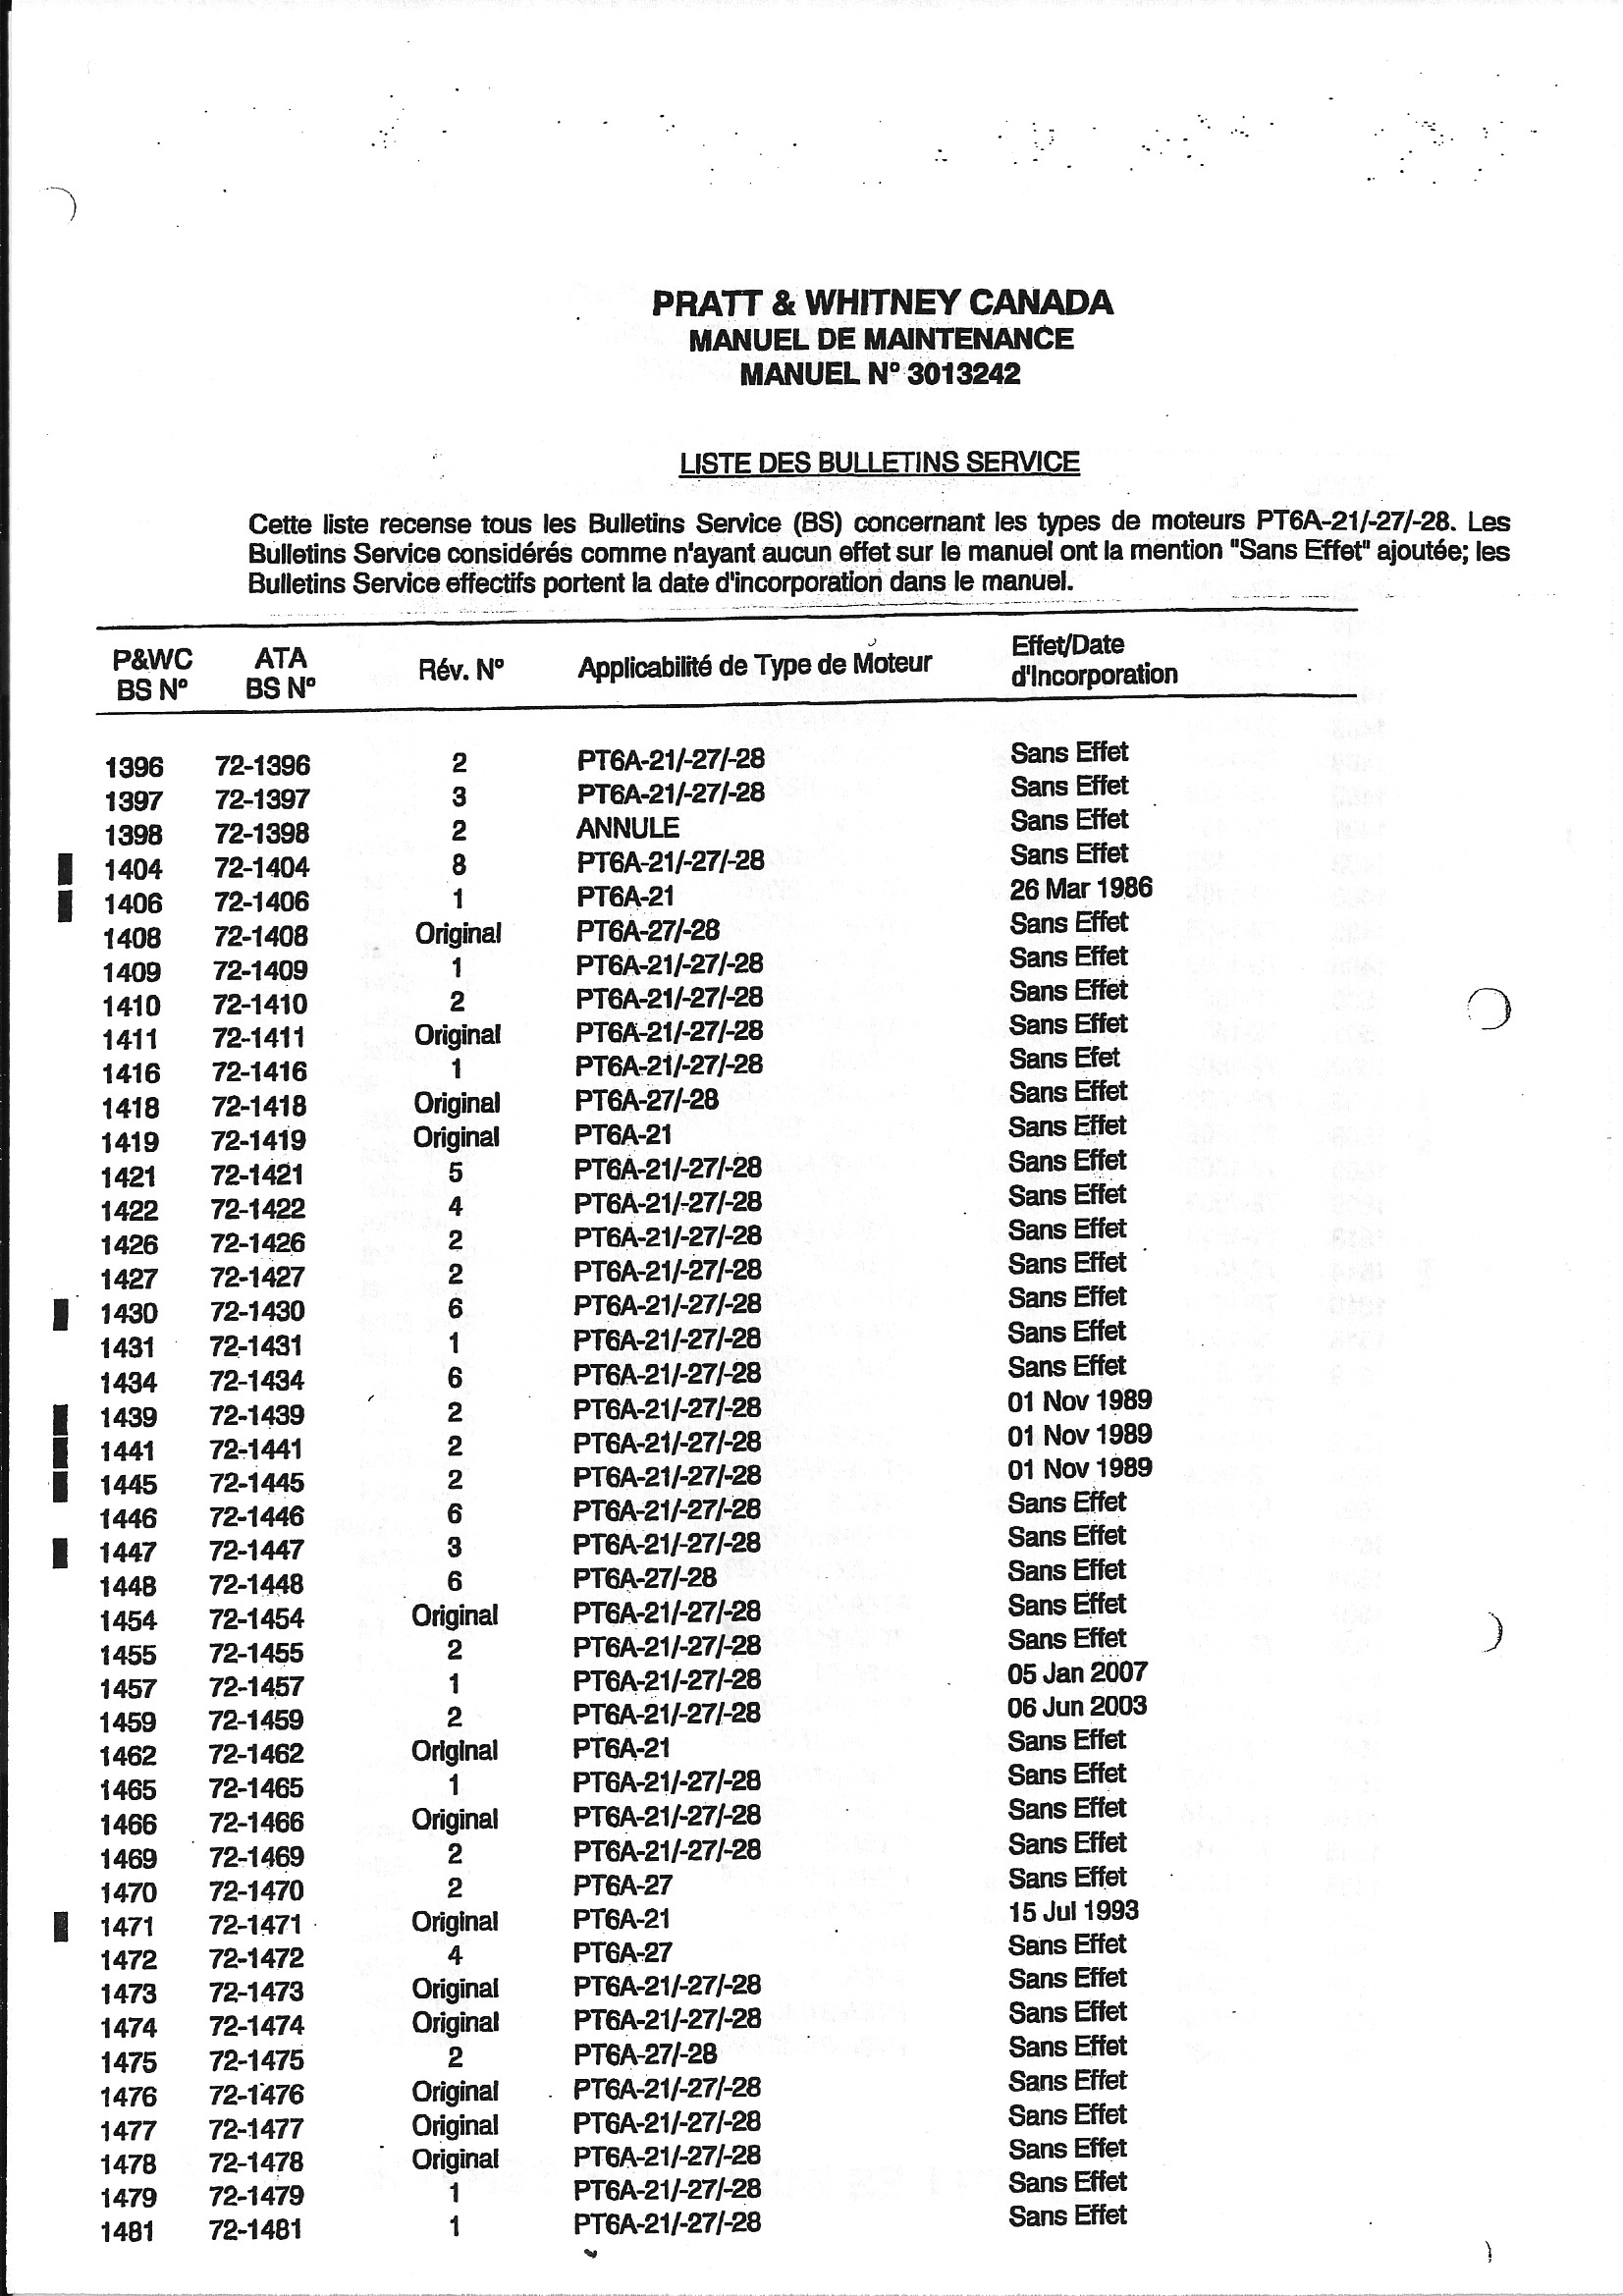 PRATT & WHITNEY CANADA
MANUEL DE MAINTENANCE
MANUEL Nº 3013242
LISTE DES BULLETINS SERVICE
Cette liste recense tous les Bulletins Service (BS) concernant les types de moteurs PT6A-21/-27/-28. Les
Bulletins Service considérés comme n'ayant aucun effet sur le manuel ont la mention "Sans Effet" ajoutée; les
Bulletins Service effectifs portent la date d'incorporation dans le manuel.
P&WC BS Nº ATA BS Nº Rév. Nº Applicabilité de Type de Moteur Effet/Date d'Incorporation
1396 72-1396 2 PT6A-21/-27/-28 Sans Effet
1397 72-1397 3 PT6A-21/-27/-28 Sans Effet
1398 72-1398 2 ANNULE Sans Effet
1404 72-1404 8 PT6A-21/-27/-28 Sans Effet
1406 72-1406 1 PT6A-21 26 Mar 1986
1408 72-1408 Original PT6A-27/-28 Sans Effet
1409 72-1409 1 PT6A-21/-27/-28 Sans Effet
1410 72-1410 2 PT6A-21/-27/-28 Sans Effet
1411 72-1411 Original PT6A-21/-27/-28 Sans Effet
1416 72-1416 1 PT6A-21/-27/-28 Sans Efet
1418 72-1418 Original PT6A-27/-28 Sans Effet
1419 72-1419 Original PT6A-21 Sans Effet
1421 72-1421 5 PT6A-21/-27/-28 Sans Effet
1422 72-1422 4 PT6A-21/-27/-28 Sans Effet
1426 72-1426 2 PT6A-21/-27/-28 Sans Effet
1427 72-1427 2 PT6A-21/-27/-28 Sans Effet
1430 72-1430 6 PT6A-21/-27/-28 Sans Effet
1431 72-1431 1 PT6A-21/-27/-28 Sans Effet
1434 72-1434 6 PT6A-21/-27/-28 Sans Effet
1439 72-1439 2 PT6A-21/-27/-28 01 Nov 1989
1441 72-1441 2 PT6A-21/-27/-28 01 Nov 1989
1445 72-1445 2 PT6A-21/-27/-28 01 Nov 1989
1446 72-1446 6 PT6A-21/-27/-28 Sans Effet
1447 72-1447 3 PT6A-21/-27/-28 Sans Effet
1448 72-1448 6 PT6A-27/-28 Sans Effet
1454 72-1454 Original PT6A-21/-27/-28 Sans Effet
1455 72-1455 2 PT6A-21/-27/-28 Sans Effet
1457 72-1457 1 PT6A-21/-27/-28 05 Jan 2007
1459 72-1459 2 PT6A-21/-27/-28 06 Jun 2003
1462 72-1462 Original PT6A-21 Sans Effet
1465 72-1465 1 PT6A-21/-27/-28 Sans Effet
1466 72-1466 Original PT6A-21/-27/-28 Sans Effet
1469 72-1469 2 PT6A-21/-27/-28 Sans Effet
1470 72-1470 2 PT6A-27 Sans Effet
1471 72-1471 Original PT6A-21 15 Jul 1993
1472 72-1472 4 PT6A-27 Sans Effet
1473 72-1473 Original PT6A-21/-27/-28 Sans Effet
1474 72-1474 Original PT6A-21/-27/-28 Sans Effet
1475 72-1475 2 PT6A-27/-28 Sans Effet
1476 72-1476 Original PT6A-21/-27/-28 Sans Effet
1477 72-1477 Original PT6A-21/-27/-28 Sans Effet
1478 72-1478 Original PT6A-21/-27/-28 Sans Effet
1479 72-1479 1 PT6A-21/-27/-28 Sans Effet
1481 72-1481 1 PT6A-21/-27/-28 Sans Effet